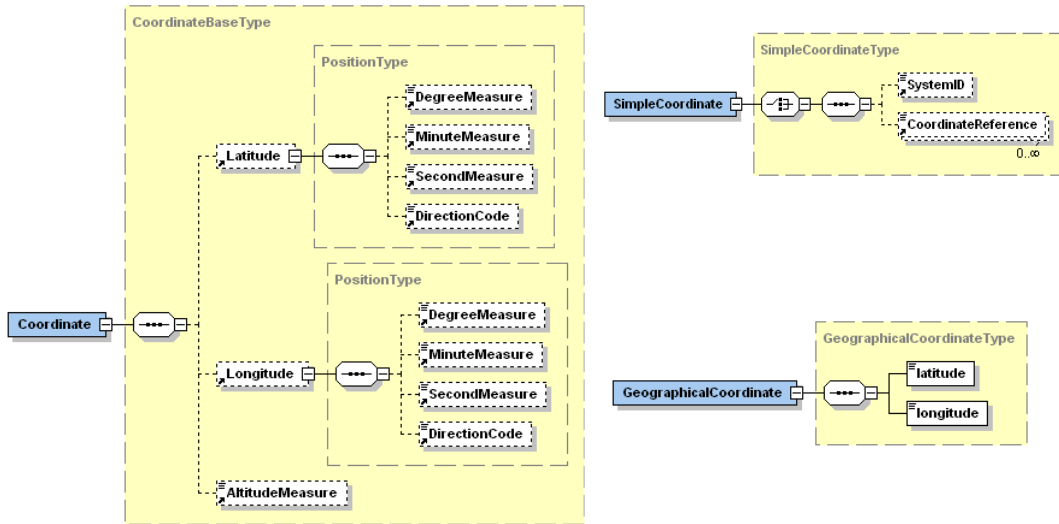 CoordinateBaseType
PositionType
DegreeMeasure
MinuteMeasure
Latitude
SecondMeasure
DirectionCode
PositionType
DegreeMeasure
Coordinate
MinuteMeasure
Longitude
SecondMeasure
DirectionCode
AltitudeMeasure
SimpleCoordinateType
SystemID
SimpleCoordinate
CoordinateReference
0..∞
GeographicalCoordinateType
latitude
GeographicalCoordinate
longitude